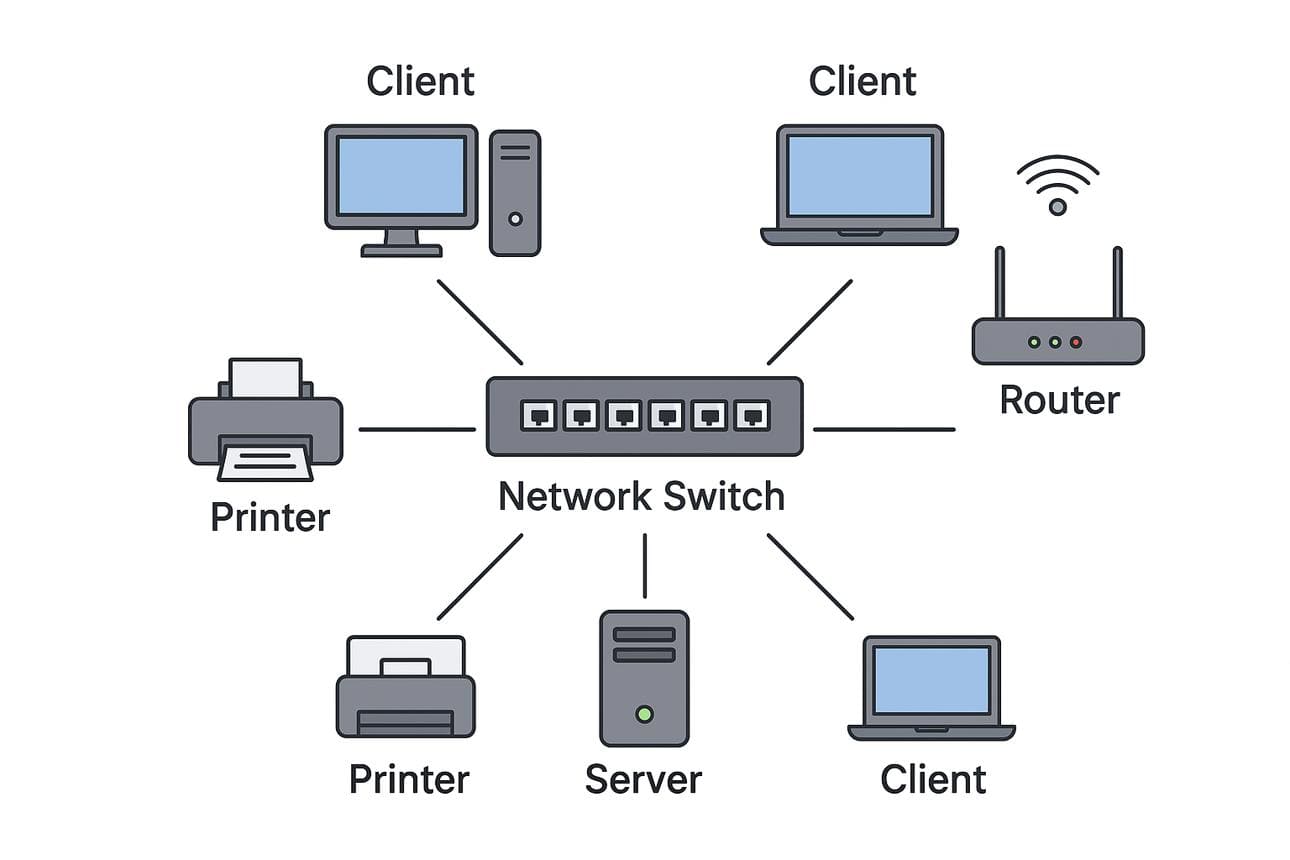 Client
Client
Router
Network Switch
Printer
Printer
Server
Client